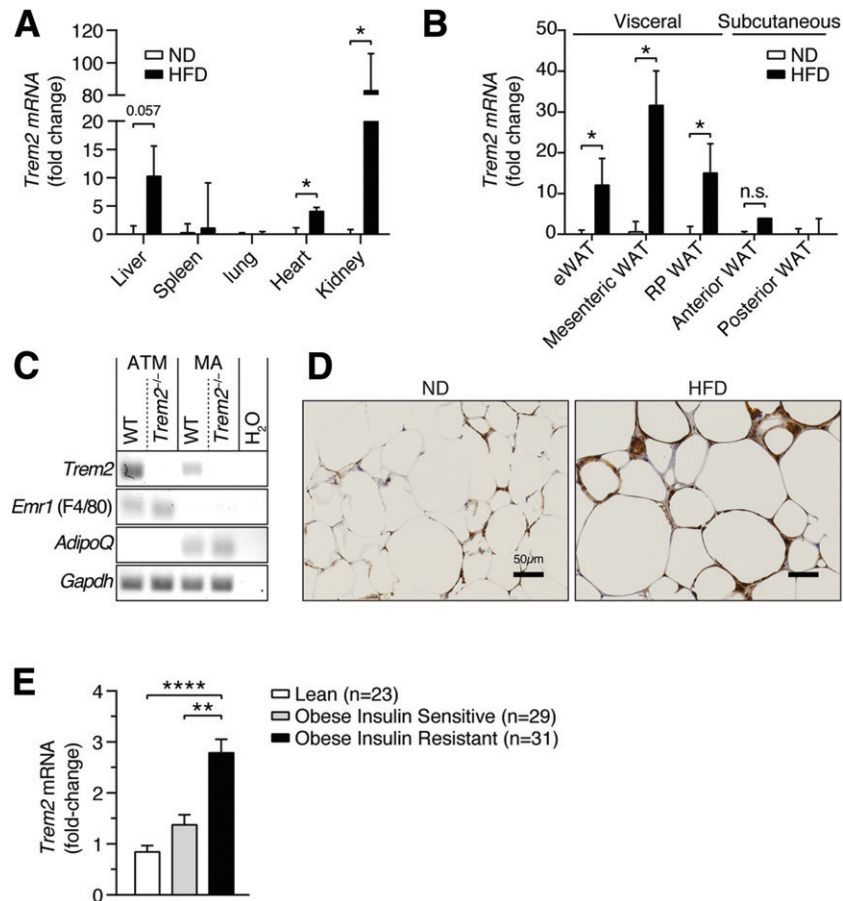 A
Trem2 mRNA
(fold change)
120
100
80
20
15
10
5
0
ND
HFD
0.057
*
*
Liver
Spleen
lung
Heart
Kidney
B
Visceral
Subcutaneous
Trem2 mRNA
(fold change)
50
40
30
20
10
0
ND
HFD
*
*
*
n.s.
eWAT
Mesenteric WAT
RP WAT
Anterior WAT
Posterior WAT
C
ATM
MA
WT
Trem2–/–
WT
Trem2–/–
H2O
Trem2
Emr1 (F4/80)
AdipoQ
Gapdh
D
ND
HFD
50µm
E
Trem2 mRNA
(fold-change)
4
3
2
1
0
****
**
Lean (n=23)
Obese Insulin Sensitive (n=29)
Obese Insulin Resistant (n=31)